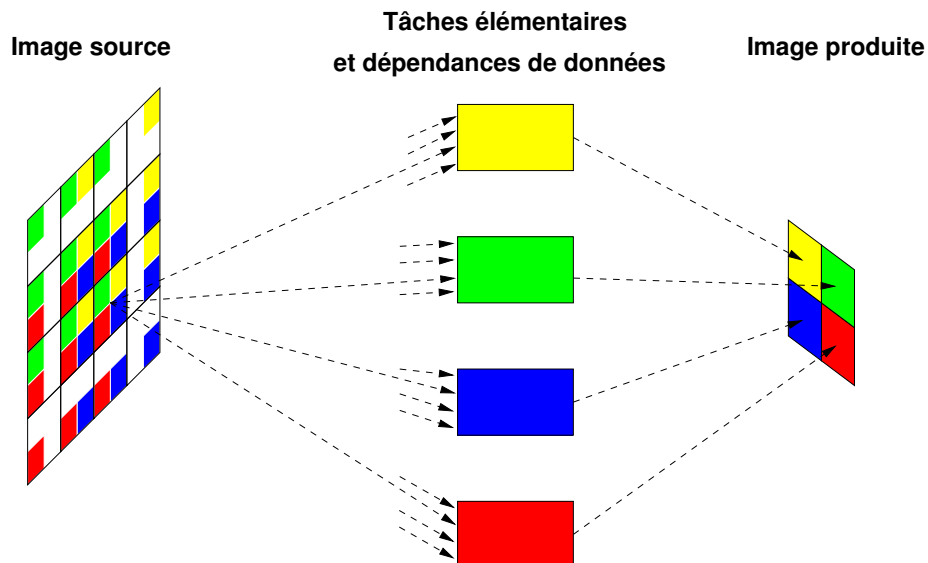 Image source
Tâches élémentaires
et dépendances de données
Image produite